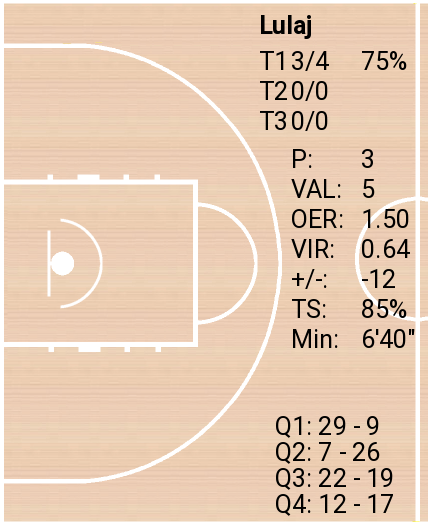 Lulaj
T1 3/4 75%
T2 0/0
T3 0/0
P: 3
VAL: 5
OER: 1.50
VIR: 0.64
+/-: -12
TS: 85%
Min: 6'40"
Q1: 29 - 9
Q2: 7 - 26
Q3: 22 - 19
Q4: 12 - 17